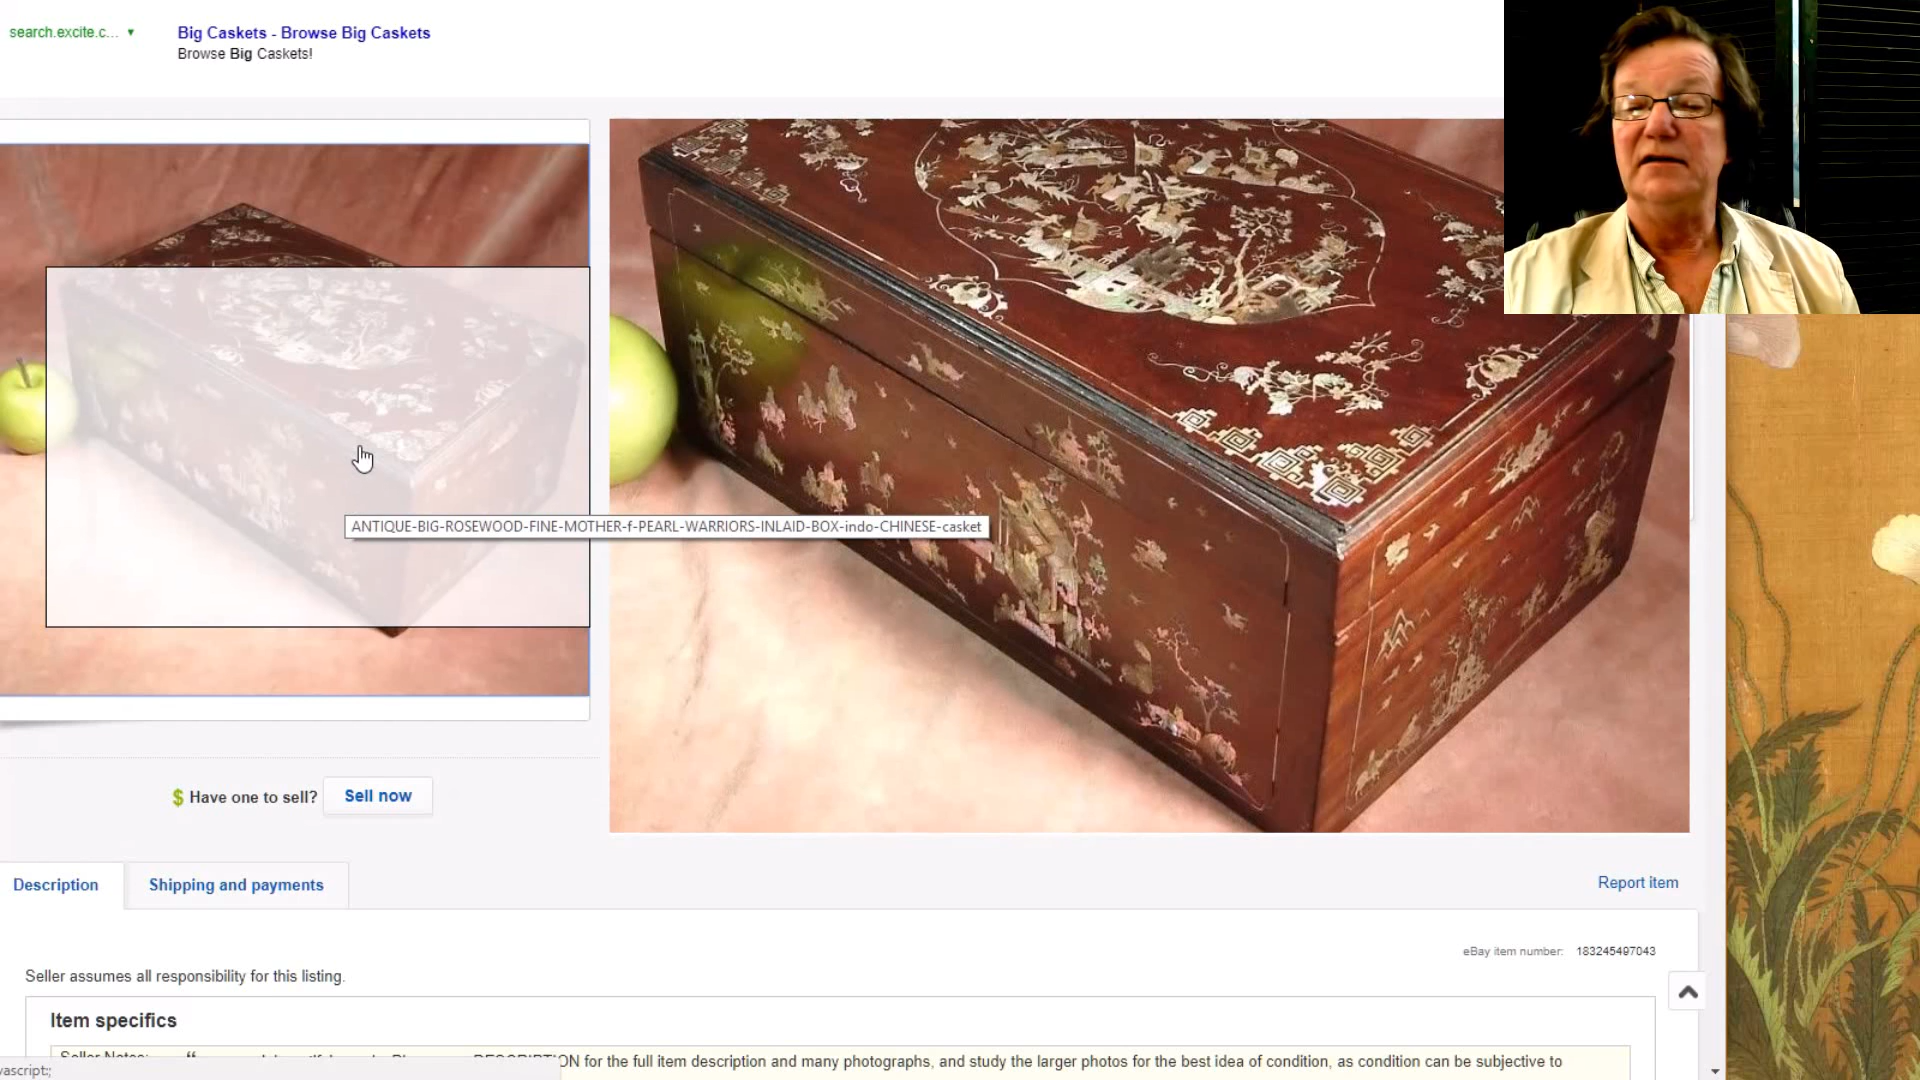 search.excite.c... ▼
Big Caskets - Browse Big Caskets
Browse Big Caskets!
ANTIQUE-BIG-ROSEWOOD-FINE-MOTHER-f-PEARL-WARRIORS-INLAID-BOX-indo-CHINESE-casket
$ Have one to sell? Sell now
Description
Shipping and payments
Report item
eBay item number: 183245497043
Seller assumes all responsibility for this listing.
Item specifics
Seller Notes: DESCRIPTION for the full item description and many photographs, and study the larger photos for the best idea of condition, as condition can be subjective to
vascript:;